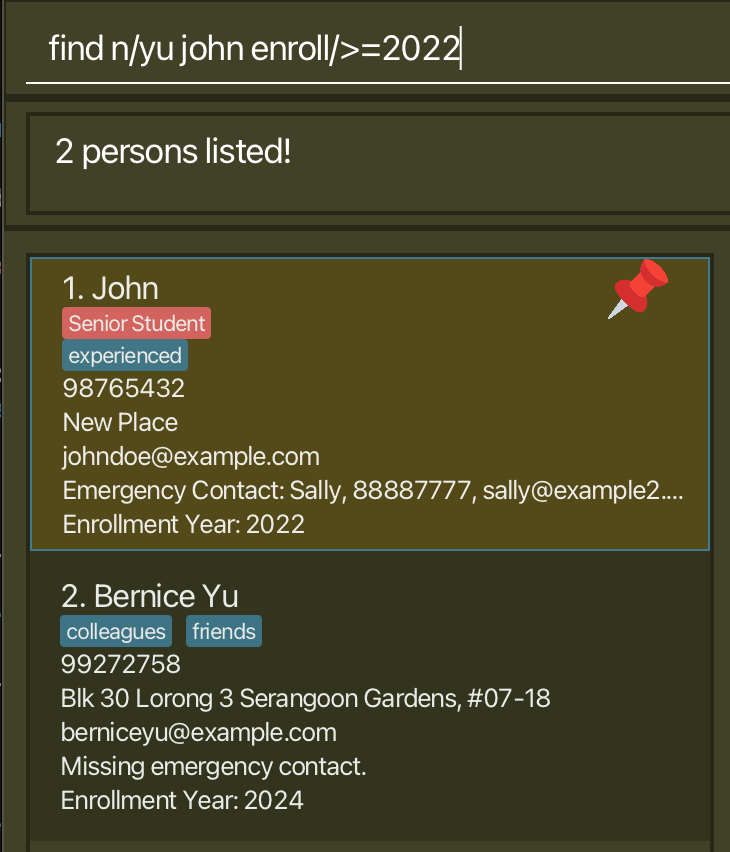 find n/yu john enroll/>=2022
2 persons listed!
1. John
Senior Student
experienced
98765432
New Place
johndoe@example.com
Emergency Contact: Sally, 88887777, sally@example2....
Enrollment Year: 2022
2. Bernice Yu
colleagues friends
99272758
Blk 30 Lorong 3 Serangoon Gardens, #07-18
berniceyu@example.com
Missing emergency contact.
Enrollment Year: 2024